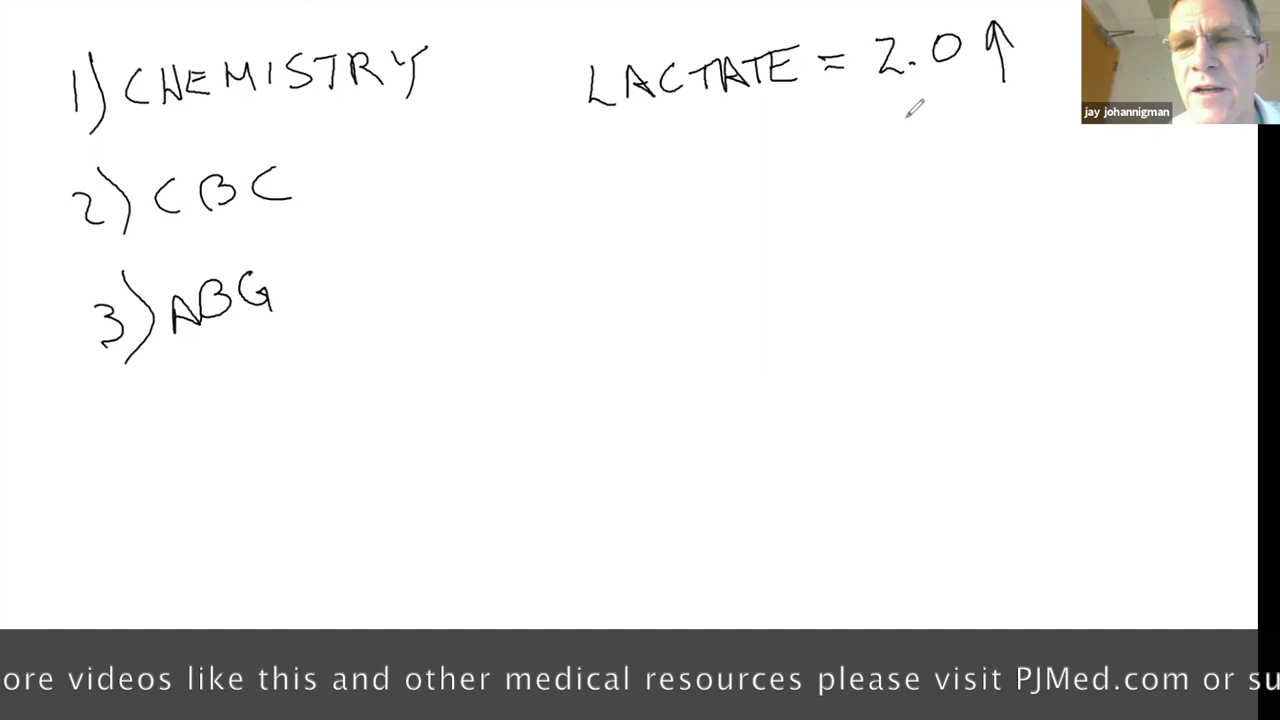 1) CHEMISTRY
LACTATE = 2.0 ↑
jay johannigman
2) CBC
3) ABG
ore videos like this and other medical resources please visit PJMed.com or su